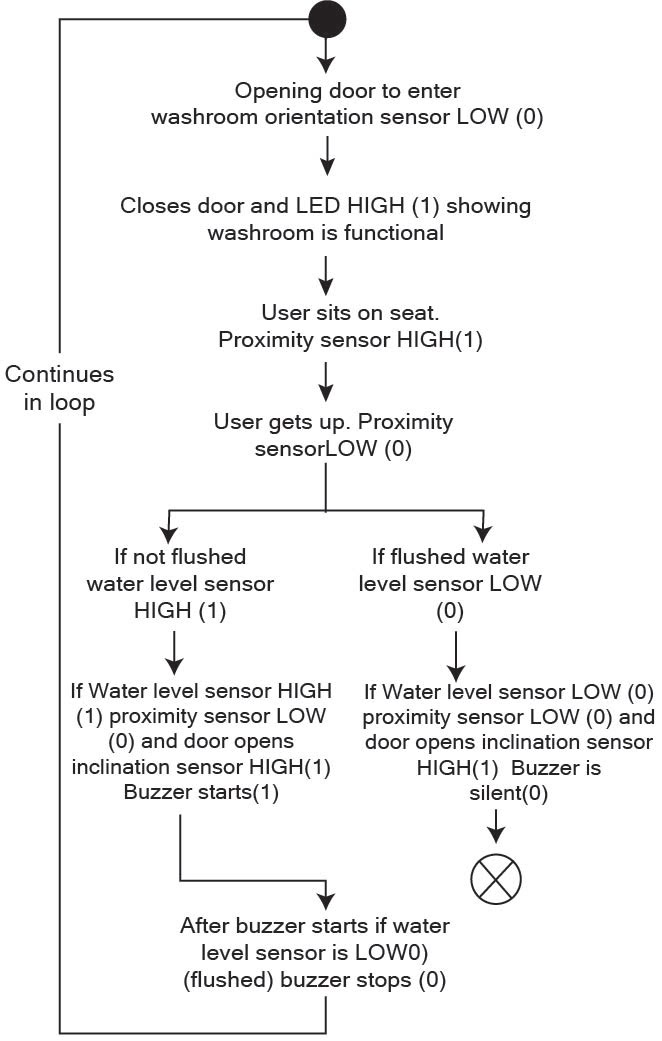 Opening door to enter
washroom orientation sensor LOW (0)
Closes door and LED HIGH (1) showing
washroom is functional
User sits on seat.
Proximity sensor HIGH(1)
Continues
in loop
User gets up. Proximity
sensorLOW (0)
If not flushed
water level sensor
HIGH (1)
If flushed water
level sensor LOW
(0)
If Water level sensor HIGH
(1) proximity sensor LOW
(0) and door opens
inclination sensor HIGH(1)
Buzzer starts(1)
If Water level sensor LOW (0)
proximity sensor LOW (0) and
door opens inclination sensor
HIGH(1) Buzzer is
silent(0)
After buzzer starts if water
level sensor is LOW0)
(flushed) buzzer stops (0)